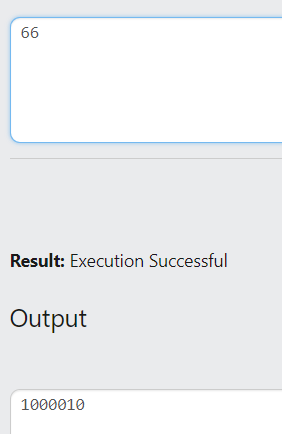 66
Result: Execution Successful
Output
1000010